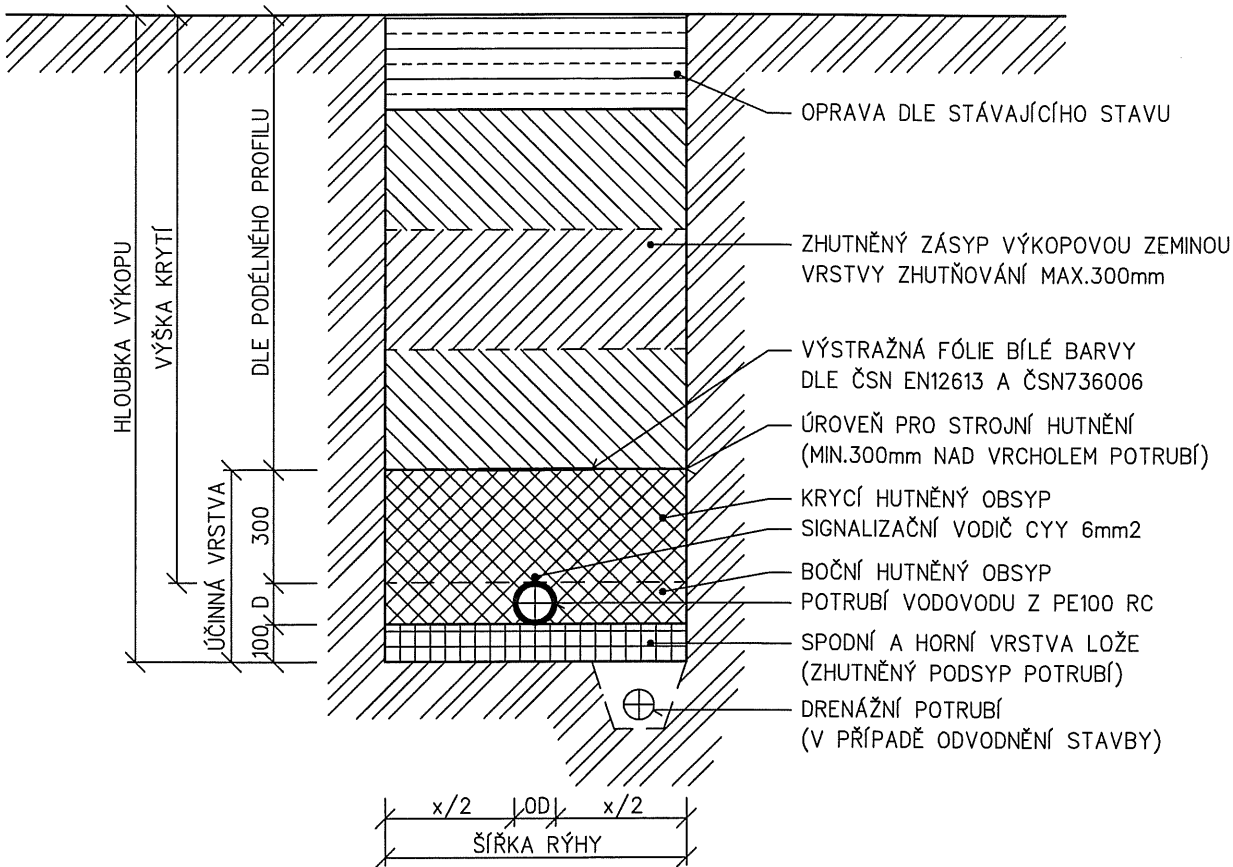 HLOUBKA VÝKOPU
VÝŠKA KRYTÍ
DLE PODÉLNÉHO PROFILU
ÚČINNÁ VRSTVA
300
D
100
OPRAVA DLE STÁVAJÍCÍHO STAVU
ZHUTNĚNÝ ZÁSYP VÝKOPOVOU ZEMINOU
VRSTVY ZHUTŇOVÁNÍ MAX.300mm
VÝSTRAŽNÁ FÓLIE BÍLÉ BARVY
DLE ČSN EN12613 A ČSN736006
ÚROVEŇ PRO STROJNÍ HUTNĚNÍ
(MIN.300mm NAD VRCHOLEM POTRUBÍ)
KRYCÍ HUTNĚNÝ OBSYP
SIGNALIZAČNÍ VODIČ CYY 6mm2
BOČNÍ HUTNĚNÝ OBSYP
POTRUBÍ VODOVODU Z PE100 RC
SPODNÍ A HORNÍ VRSTVA LOŽE
(ZHUTNĚNÝ PODSYP POTRUBÍ)
DRENÁŽNÍ POTRUBÍ
(V PŘÍPADĚ ODVODNĚNÍ STAVBY)
x/2 OD x/2
ŠÍŘKA RÝHY